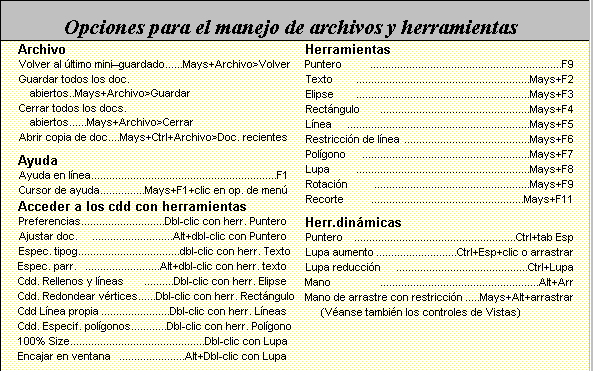 Opciones para el manejo de archivos y herramientas
Archivo
Volver al último mini–guardado.....Mays+Archivo>Volver
Guardar todos los doc.
abiertos..Mays+Archivo>Guardar
Cerrar todos los docs.
abiertos......Mays+Archivo>Cerrar
Abrir copia de doc....Mays+Ctrl+Archivo>Doc. recientes
Ayuda
Ayuda en línea..................................................F1
Cursor de ayuda.............Mays+F1+clic en op. de menú
Acceder a los cdd con herramientas
Preferencias.........................Dbl-clic con herr. Puntero
Ajustar doc. .........................Alt+dbl-clic con Puntero
Espec. tipog...............................dbl-clic con herr. Texto
Espec. parr. .......................Alt+dbl-clic con herr. texto
Cdd. Rellenos y líneas .........Dbl-clic con herr. Elipse
Cdd. Redondear vértices.....Dbl-clic con herr. Rectángulo
Cdd Línea propia .....................Dbl-clic con herr. Líneas
Cdd. Especif. polígonos...........Dbl-clic con herr. Polígono
100% Size.........................................Dbl-clic con Lupa
Encajar en ventana ....................Alt+Dbl-clic con Lupa
Herramientas
Puntero .........................................................F9
Texto ..................................................Mays+F2
Elipse ..................................................Mays+F3
Rectángulo ...........................................Mays+F4
Línea ......................................................Mays+F5
Restricción de línea ......................................Mays+F6
Polígono ................................................Mays+F7
Lupa ....................................................Mays+F8
Rotación ................................................Mays+F9
Recorte ..............................................Mays+F11
Herr.dinámicas
Puntero .................................................Ctrl+tab Esp
Lupa aumento .........................Ctrl+Esp+clic o arrastrar
Lupa reducción ........................................Ctrl+Lupa
Mano ......................................................Alt+Arr
Mano de arrastre con restricción .....Mays+Alt+arrastrar
(Véanse también los controles de Vistas)